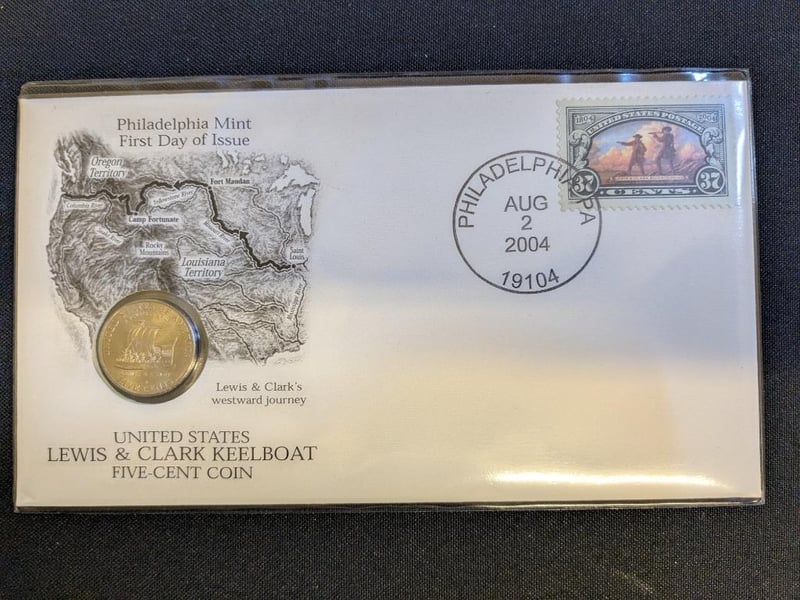 Philadelphia Mint
First Day of Issue
Oregon
Territory
Fort Mandan
Yellowstone River
Columbia River
Camp Fortunate
Rocky
Mountains
Louisiana
Territory
Saint
Louis
Lewis & Clark's
westward journey
UNITED STATES
LEWIS & CLARK KEELBOAT
FIVE-CENT COIN
PHILADELPHIA, PA
AUG
2
2004
19104
1804 2004
UNITED STATES POSTAGE
37 CENTS 37